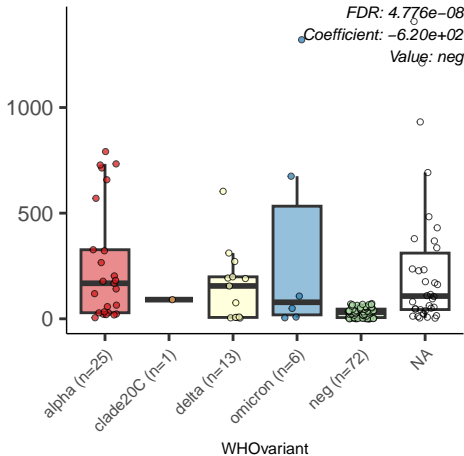 FDR: 4.776e−08
Coefficient: −6.20e+02
Value: neg
1000
500
0
alpha (n=25)
clade20C (n=1)
delta (n=13)
omicron (n=6)
neg (n=72)
NA
WHOvariant